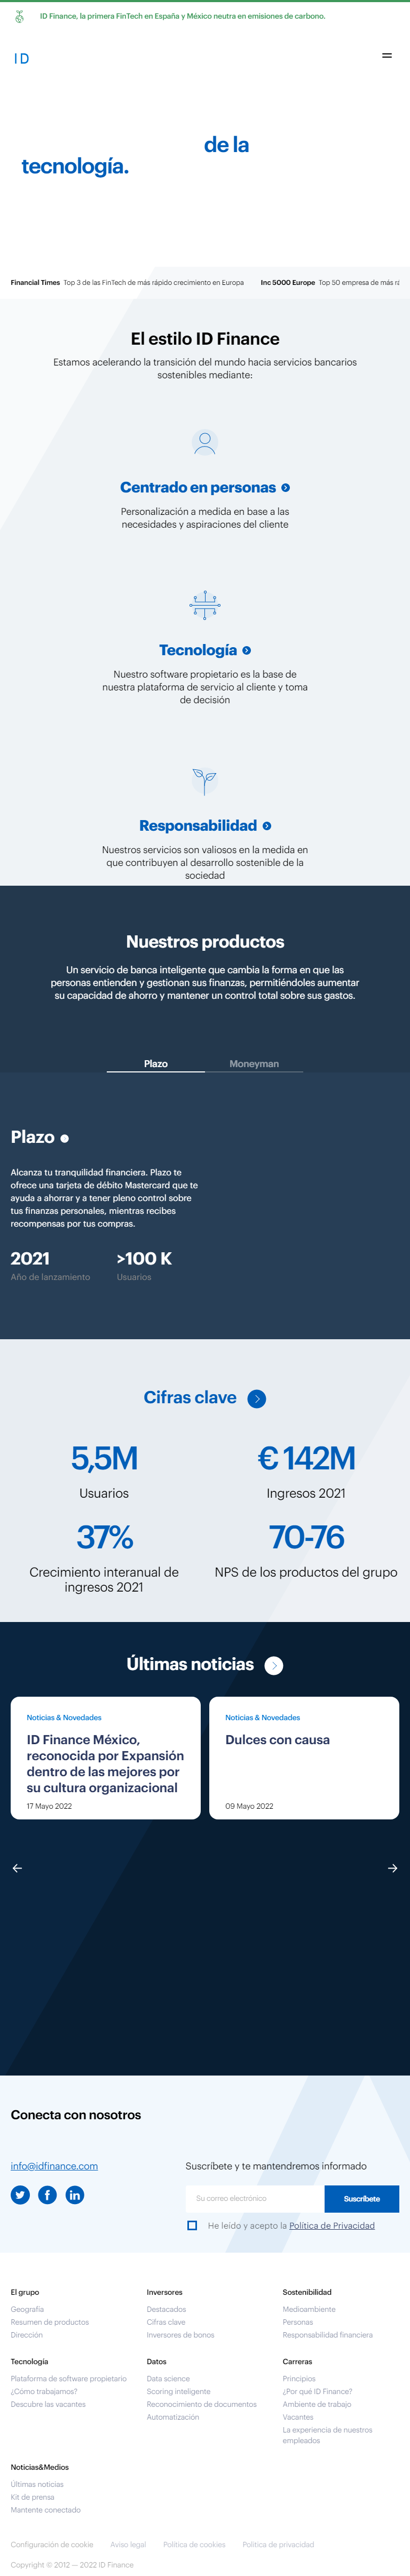 ID Finance, la primera FinTech en España y México neutra en emisiones de carbono.
ID
de la
tecnología.
Financial Times Top 3 de las FinTech de más rápido crecimiento en Europa
Inc 5000 Europe Top 50 empresa de más
El estilo ID Finance
Estamos acelerando la transición del mundo hacia servicios bancarios
sostenibles mediante:
Centrado en personas
Personalización a medida en base a las
necesidades y aspiraciones del cliente
Tecnología
Nuestro software propietario es la base de
nuestra plataforma de servicio al cliente y toma
de decisión
Responsabilidad
Nuestros servicios son valiosos en la medida en
que contribuyen al desarrollo sostenible de la
sociedad
Nuestros productos
Un servicio de banca inteligente que cambia la forma en que las
personas entienden y gestionan sus finanzas, permitiéndoles aumentar
su capacidad de ahorro y mantener un control total sobre sus gastos.
Plazo
Moneyman
Plazo
Alcanza tu tranquilidad financiera. Plazo te
ofrece una tarjeta de débito Mastercard que te
ayuda a ahorrar y a tener pleno control sobre
tus finanzas personales, mientras recibes
recompensas por tus compras.
2021
Año de lanzamiento
>100 K
Usuarios
Cifras clave
5,5M
Usuarios
€ 142M
Ingresos 2021
37%
Crecimiento interanual de
ingresos 2021
70-76
NPS de los productos del grupo
Últimas noticias
Noticias & Novedades
ID Finance México,
reconocida por Expansión
dentro de las mejores por
su cultura organizacional
17 Mayo 2022
Noticias & Novedades
Dulces con causa
09 Mayo 2022
Conecta con nosotros
info@idfinance.com
Suscríbete y te mantendremos informado
Su correo electrónico
Suscríbete
He leído y acepto la Política de Privacidad
El grupo
Geografía
Resumen de productos
Dirección
Inversores
Destacados
Cifras clave
Inversores de bonos
Sostenibilidad
Medioambiente
Personas
Responsabilidad financiera
Tecnología
Plataforma de software propietario
¿Cómo trabajamos?
Descubre las vacantes
Datos
Data science
Scoring inteligente
Reconocimiento de documentos
Automatización
Carreras
Principios
¿Por qué ID Finance?
Ambiente de trabajo
Vacantes
La experiencia de nuestros
empleados
Noticias&Medios
Últimas noticias
Kit de prensa
Mantente conectado
Configuración de cookie
Aviso legal
Política de cookies
Política de privacidad
Copyright © 2012 — 2022 ID Finance